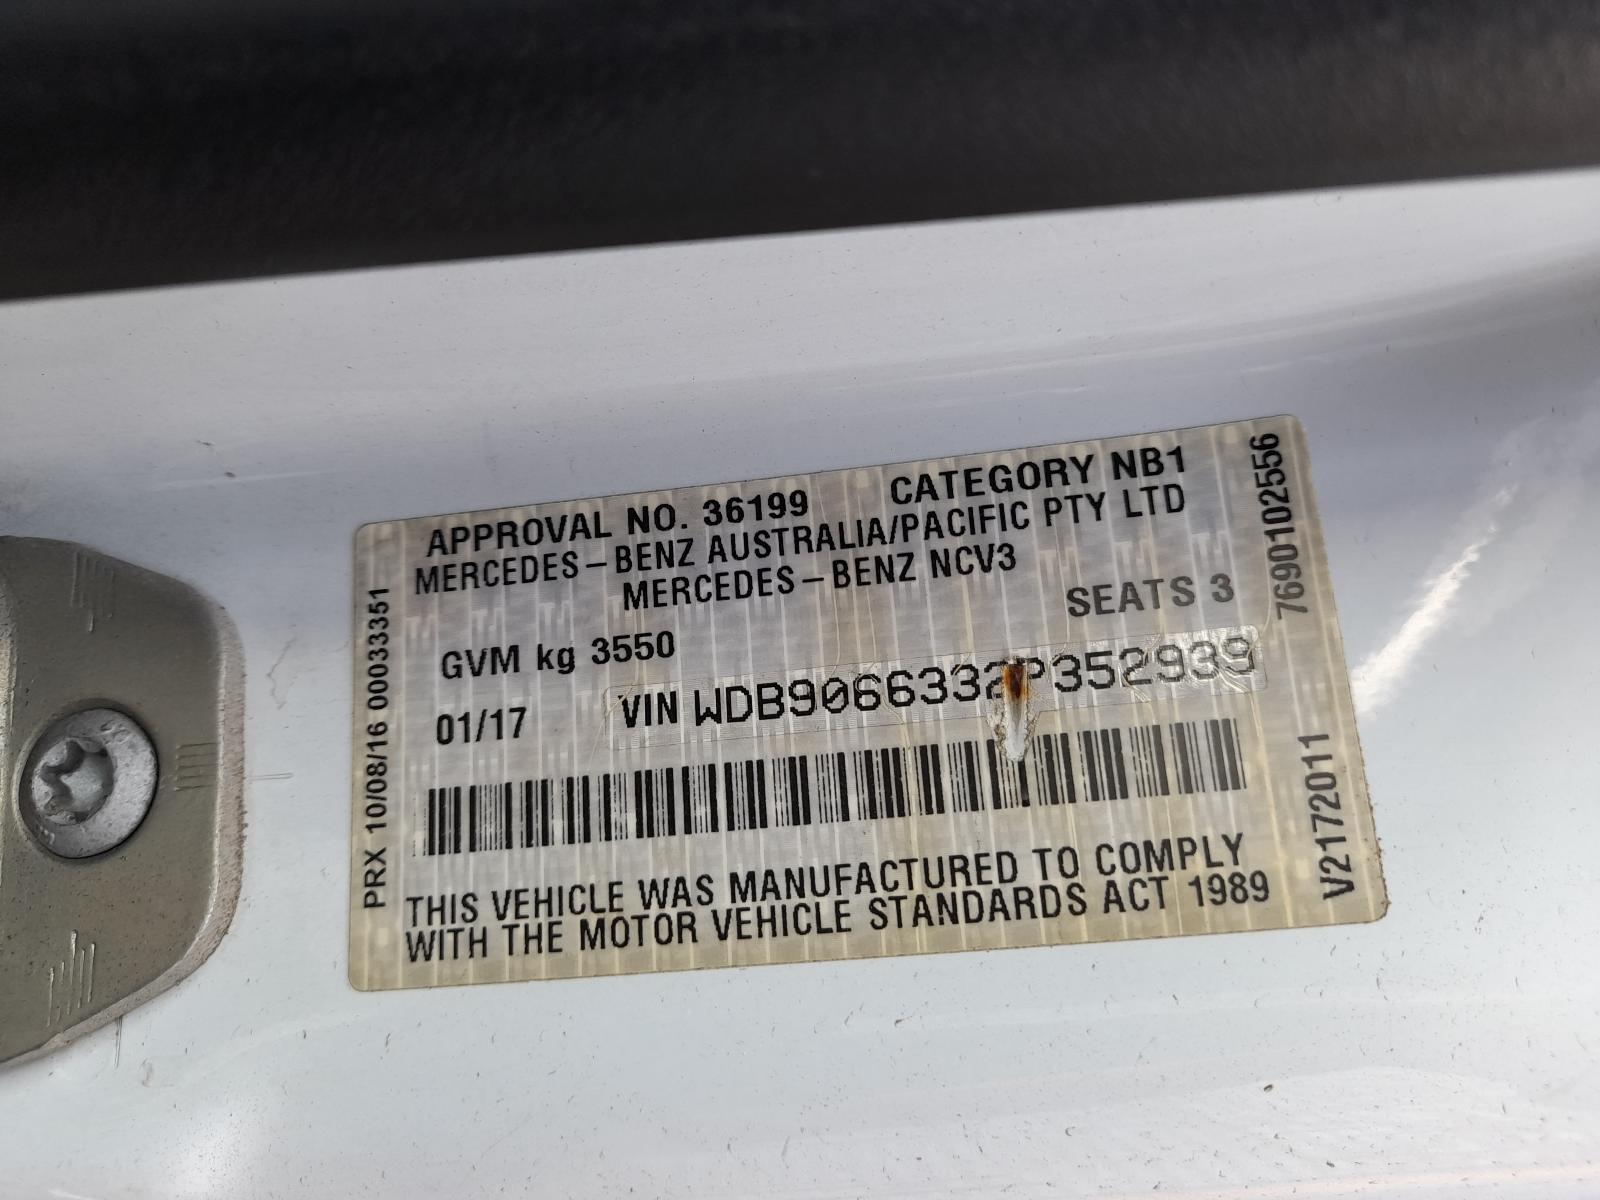 APPROVAL NO. 36199 CATEGORY NB1
MERCEDES-BENZ AUSTRALIA/PACIFIC PTY LTD
MERCEDES-BENZ NCV3
SEATS 3
GVM kg 3550
01/17 VIN WDB9066332P352939
THIS VEHICLE WAS MANUFACTURED TO COMPLY
WITH THE MOTOR VEHICLE STANDARDS ACT 1989
PRX 10/08/16 00033351
7690102556
V2172011